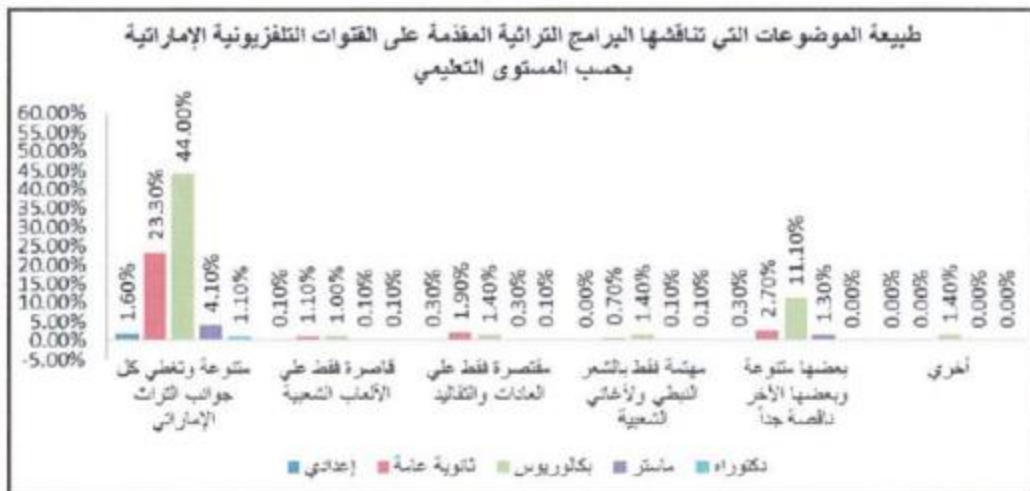 طبيعة الموضوعات التي تناقشها البرامج التراثية المقدمة على القنوات التلفزيونية الإماراتية
بحسب المستوى التعليمي
60.00%
55.00%
50.00%
45.00%
40.00%
35.00%
30.00%
25.00%
20.00%
15.00%
10.00%
5.00%
0.00%
-5.00%
1.60%
23.30%
44.00%
4.10%
1.10%
0.10%
1.10%
1.00%
0.10%
0.10%
0.30%
1.90%
1.40%
0.30%
0.10%
0.00%
0.70%
1.40%
0.10%
0.10%
0.30%
2.70%
11.10%
1.30%
0.00%
0.00%
0.00%
1.40%
0.00%
0.00%
متنوعة وتغطي كل
جوانب التراث
الإماراتي
قاصرة فقط علي
الألعاب الشعبية
مقتصرة فقط علي
العادات والتقاليد
مهتمة فقط بالشعر
النبطي ولأغاني
الشعبية
بعضها متنوعة
وبعضها الأخر
ناقصة جداً
أخري
إعدادي
ثانوية عامة
بكالوريوس
ماستر
دكتوراه